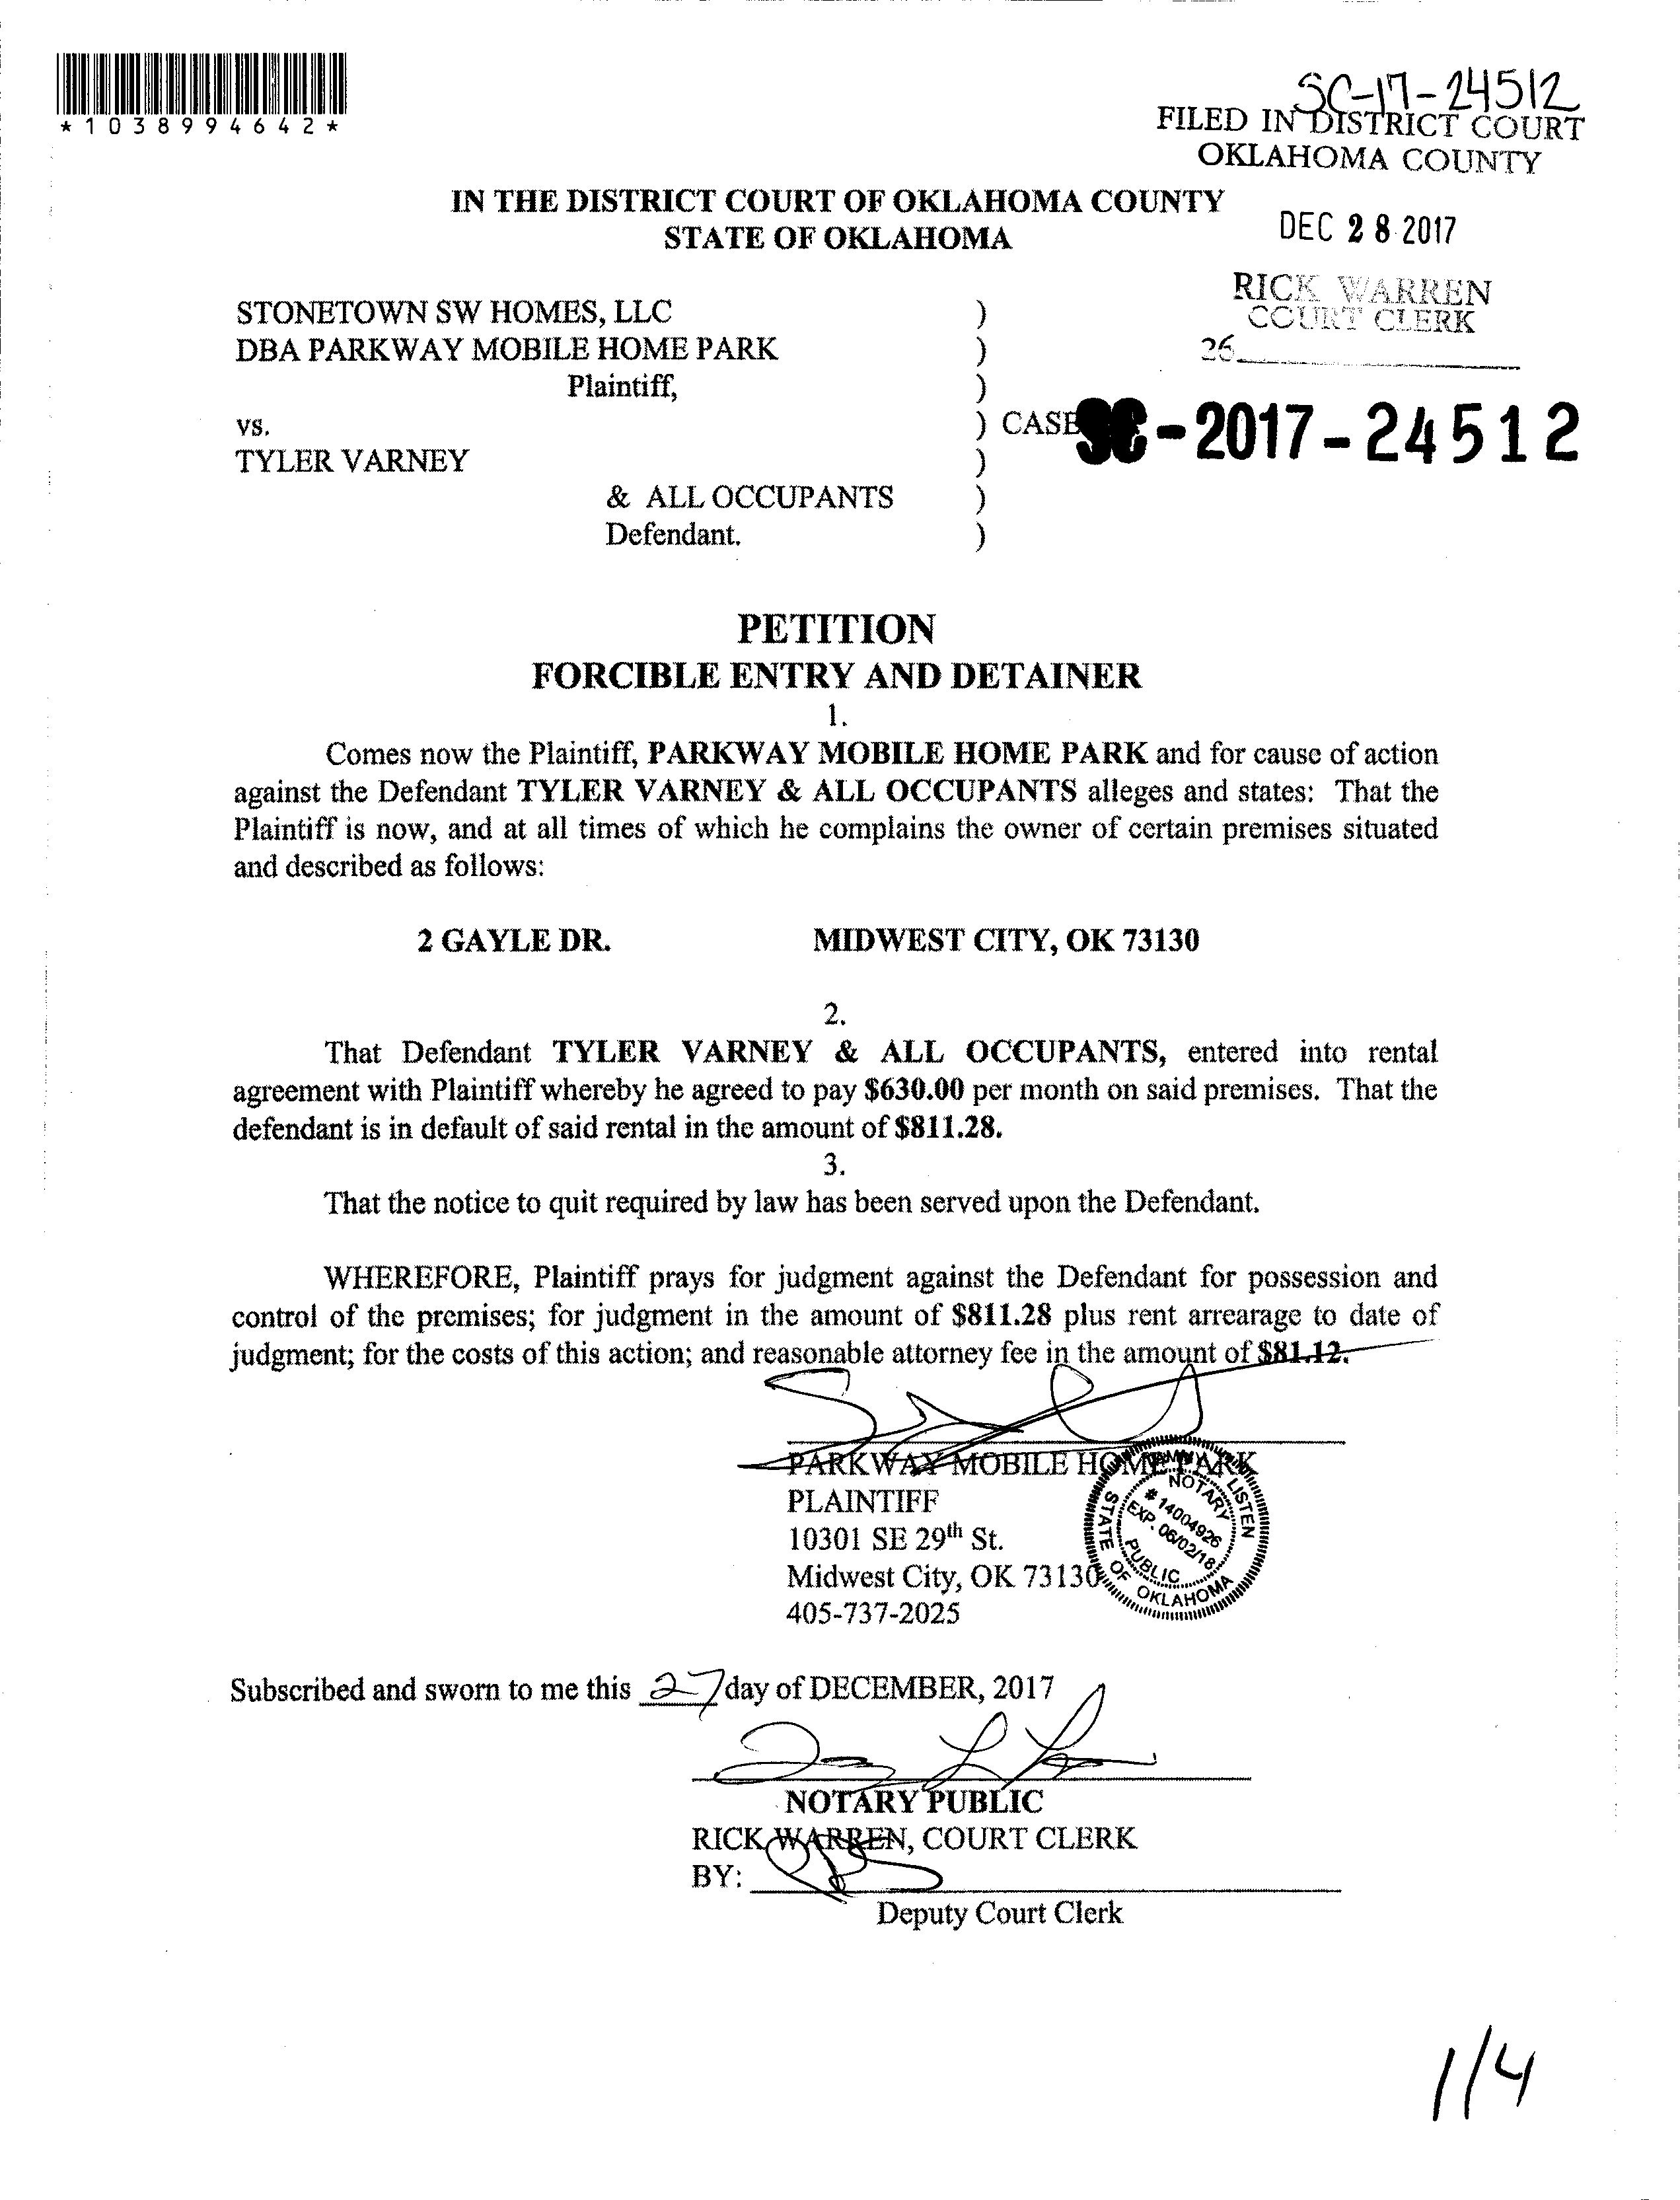 *1038994642*
SC-17-24512
FILED IN DISTRICT COURT
OKLAHOMA COUNTY
IN THE DISTRICT COURT OF OKLAHOMA COUNTY
STATE OF OKLAHOMA
DEC 28 2017
RICK WARREN
COURT CLERK
26
STONETOWN SW HOMES, LLC )
DBA PARKWAY MOBILE HOME PARK )
Plaintiff, )
vs. ) CASE SC-2017-24512
TYLER VARNEY )
& ALL OCCUPANTS )
Defendant. )
PETITION
FORCIBLE ENTRY AND DETAINER
1.
Comes now the Plaintiff, PARKWAY MOBILE HOME PARK and for cause of action
against the Defendant TYLER VARNEY & ALL OCCUPANTS alleges and states: That the
Plaintiff is now, and at all times of which he complains the owner of certain premises situated
and described as follows:
2 GAYLE DR. MIDWEST CITY, OK 73130
2.
That Defendant TYLER VARNEY & ALL OCCUPANTS, entered into rental
agreement with Plaintiff whereby he agreed to pay $630.00 per month on said premises. That the
defendant is in default of said rental in the amount of $811.28.
3.
That the notice to quit required by law has been served upon the Defendant.
WHEREFORE, Plaintiff prays for judgment against the Defendant for possession and
control of the premises; for judgment in the amount of $811.28 plus rent arrearage to date of
judgment; for the costs of this action; and reasonable attorney fee in the amount of $81.12.
PARKWAY MOBILE HOME PARK
PLAINTIFF
10301 SE 29th St.
Midwest City, OK 73130
405-737-2025
LISTEN
NOTARY
# 14004926
EXP. 06/02/18
PUBLIC
STATE OF OKLAHOMA
Subscribed and sworn to me this 27 day of DECEMBER, 2017
NOTARY PUBLIC
RICK WARREN, COURT CLERK
BY:
Deputy Court Clerk
1/4